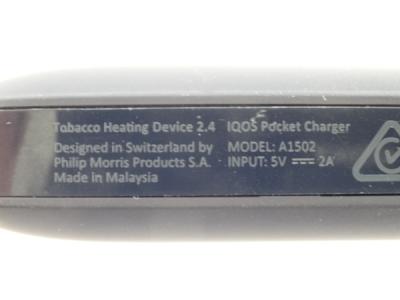 Tobacco Heating Device 2.4
Designed in Switzerland by
Philip Morris Products S.A.
Made in Malaysia
IQOS Pocket Charger
MODEL: A1502
INPUT: 5V ⎓ 2A